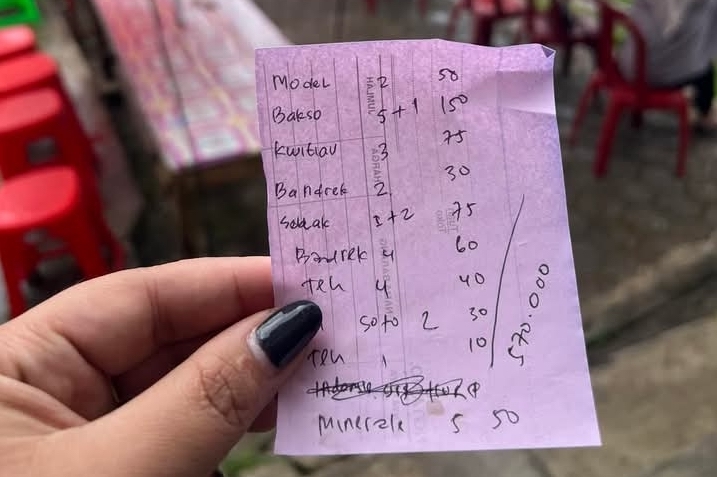 Model 2 50
Bakso 5+1 150
Kwitiau 3 75
Bandrek 2 30
Seblak 1+2 75
Bandrek 4 60
Teh 4 40
Soto 2 30
Teh 1 10
Minerale 5 50
570.000